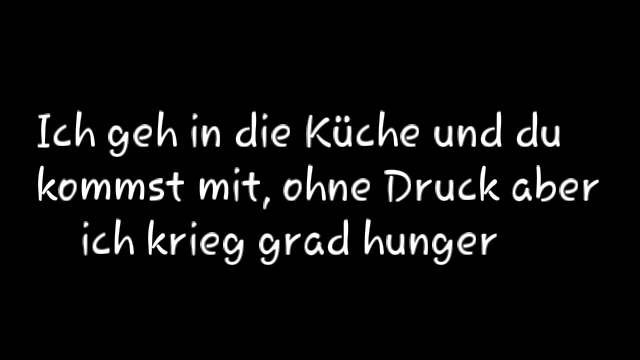 Ich geh in die Küche und du
kommst mit, ohne Druck aber
ich krieg grad hunger